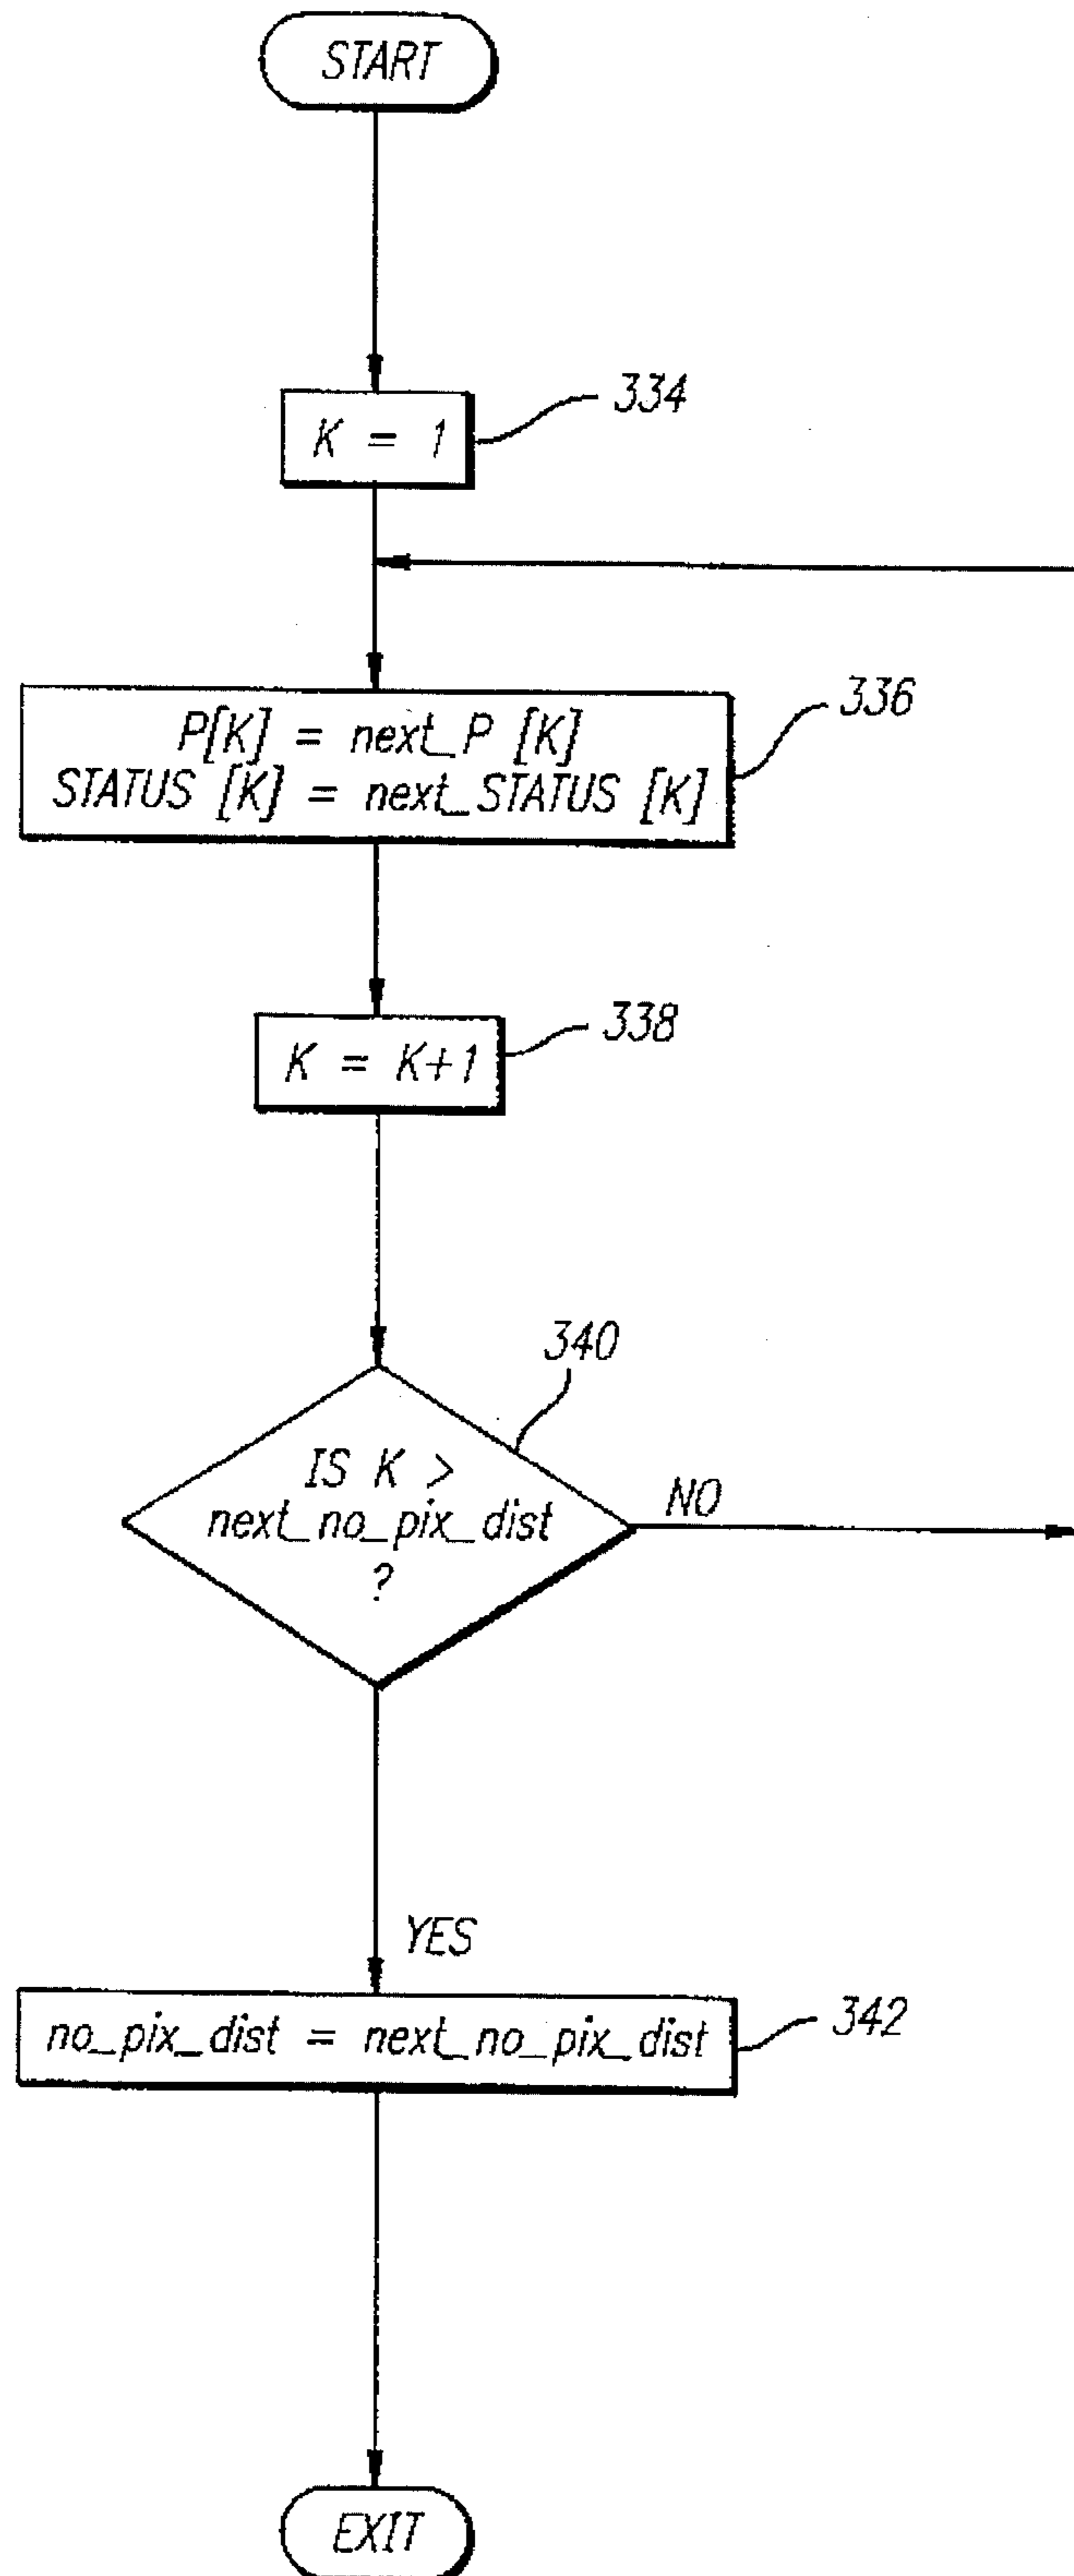 START
K = 1
334
P[K] = next_P [K]
STATUS [K] = next_STATUS [K]
336
K = K+1
338
340
IS K >
next_no_pix_dist
?
NO
YES
no_pix_dist = next_no_pix_dist
342
EXIT